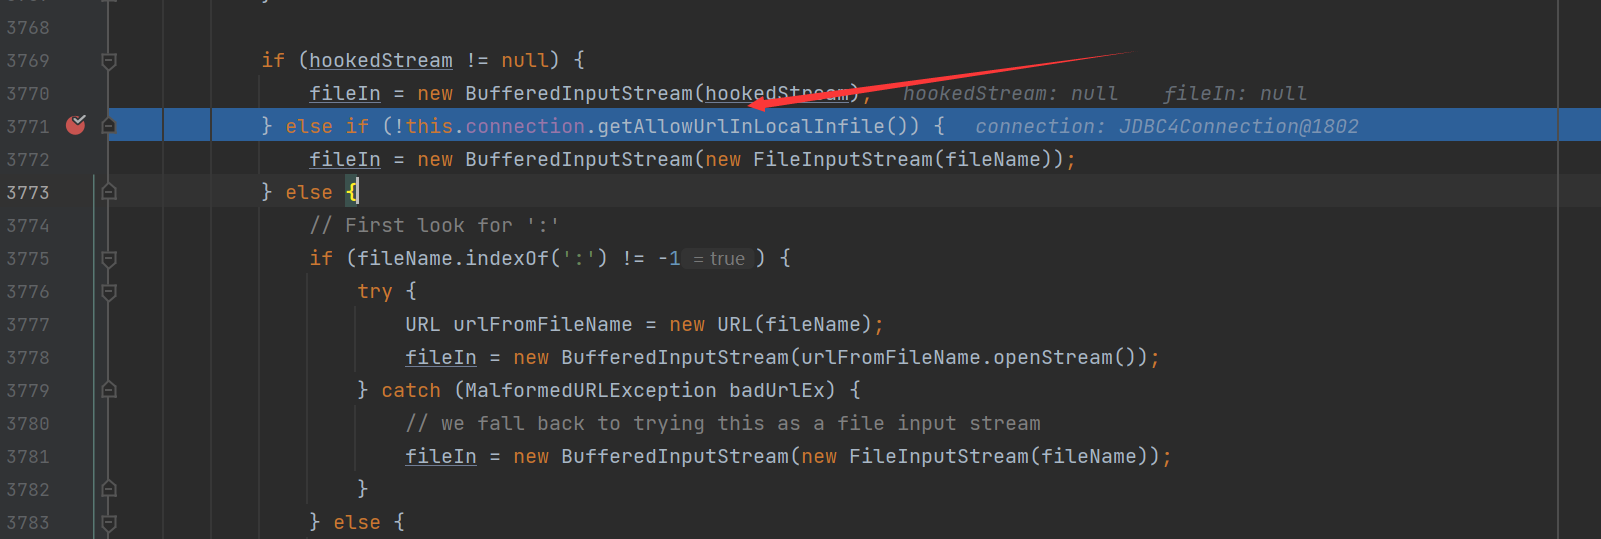 3768
3769 if (hookedStream != null) {
3770 fileIn = new BufferedInputStream(hookedStream); hookedStream: null fileIn: null
3771 } else if (!this.connection.getAllowUrlInLocalInfile()) { connection: JDBC4Connection@1802
3772 fileIn = new BufferedInputStream(new FileInputStream(fileName));
3773 } else {
3774 // First look for ':'
3775 if (fileName.indexOf(':') != -1 = true ) {
3776 try {
3777 URL urlFromFileName = new URL(fileName);
3778 fileIn = new BufferedInputStream(urlFromFileName.openStream());
3779 } catch (MalformedURLException badUrlEx) {
3780 // we fall back to trying this as a file input stream
3781 fileIn = new BufferedInputStream(new FileInputStream(fileName));
3782 }
3783 } else {